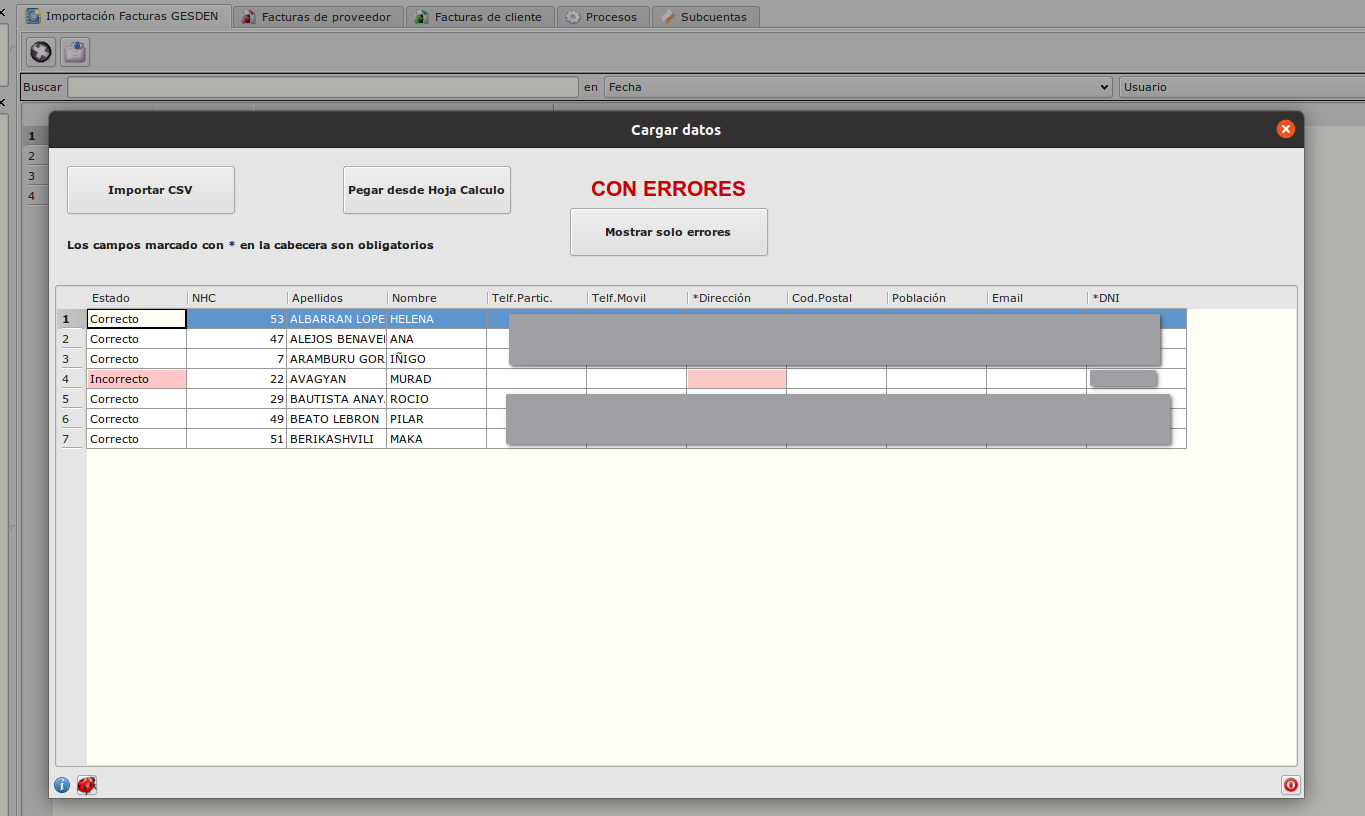 Importación Facturas GESDEN Facturas de proveedor Facturas de cliente Procesos Subcuentas
Buscar en Fecha Usuario
1
2
3
4
Cargar datos
Importar CSV Pegar desde Hoja Calculo CON ERRORES
Mostrar solo errores
Los campos marcado con * en la cabecera son obligatorios
Estado NHC Apellidos Nombre Telf.Partic. Telf.Movil *Dirección Cod.Postal Población Email *DNI
1 Correcto 53 ALBARRAN LOPE HELENA
2 Correcto 47 ALEJOS BENAVE ANA
3 Correcto 7 ARAMBURU GOR IÑIGO
4 Incorrecto 22 AVAGYAN MURAD
5 Correcto 29 BAUTISTA ANAY ROCIO
6 Correcto 49 BEATO LEBRON PILAR
7 Correcto 51 BERIKASHVILI MAKA